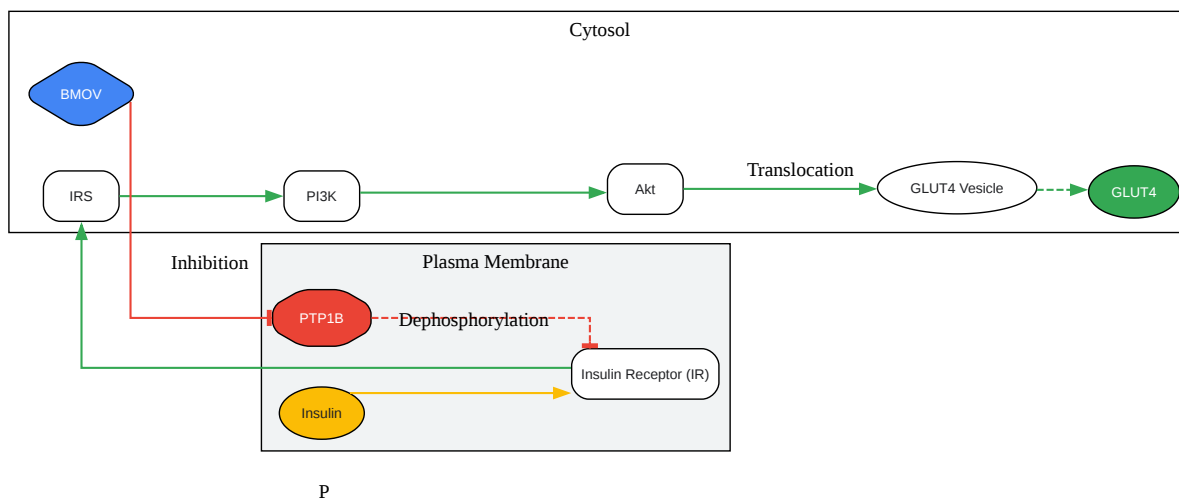 Cytosol
BMOV
Translocation
IRS
PI3K
Akt
GLUT4 Vesicle
GLUT4
Inhibition
Plasma Membrane
PTP1B
Dephosphorylation
Insulin Receptor (IR)
Insulin
P